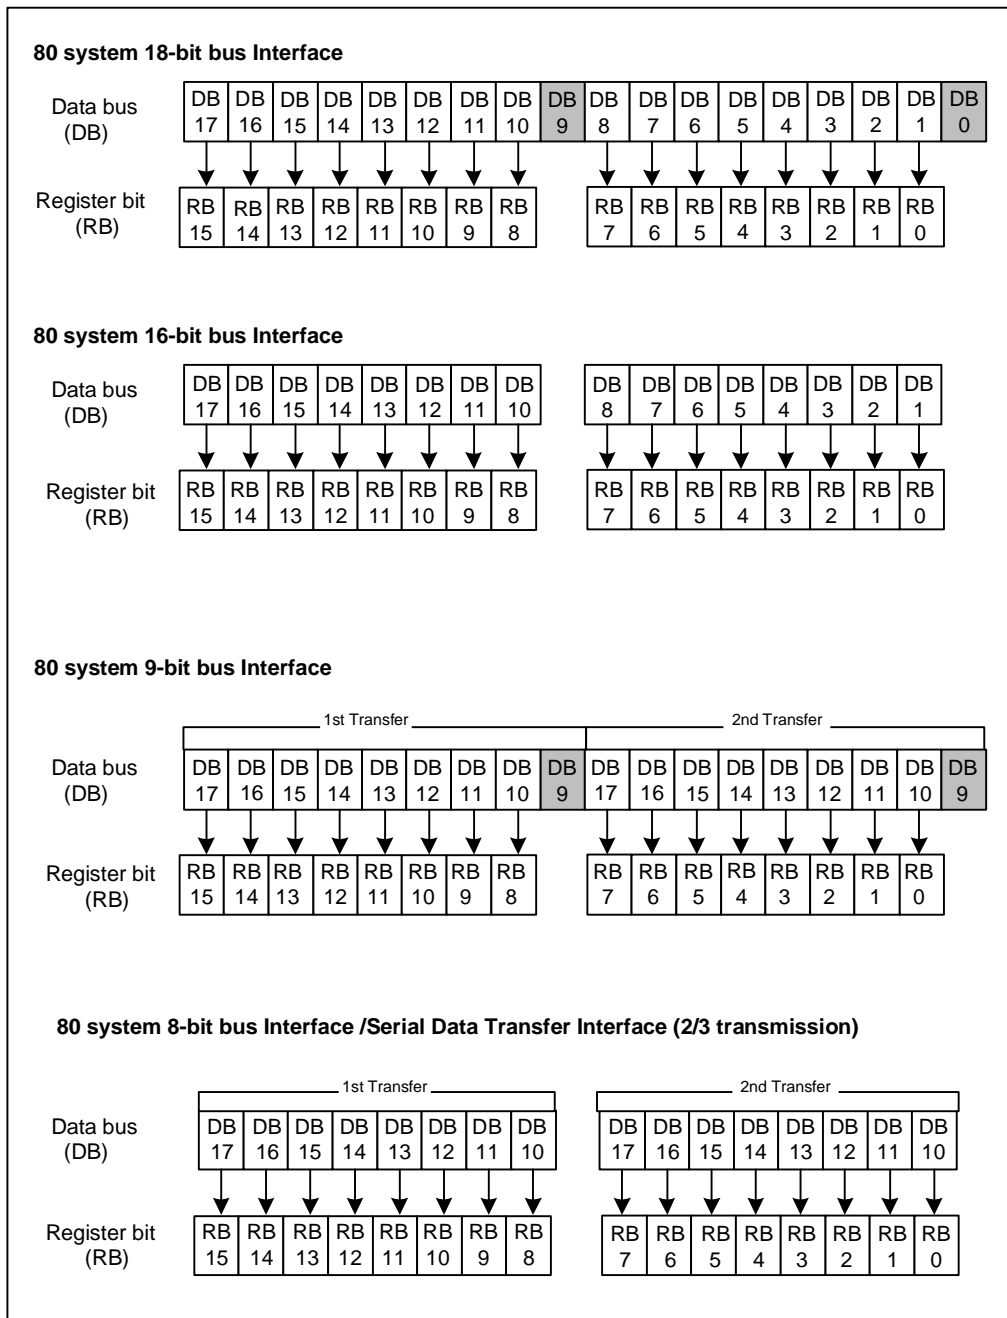 80 system 18-bit bus Interface
Data bus (DB)
DB 17 DB 16 DB 15 DB 14 DB 13 DB 12 DB 11 DB 10 DB 9 DB 8 DB 7 DB 6 DB 5 DB 4 DB 3 DB 2 DB 1 DB 0
Register bit (RB)
RB 15 RB 14 RB 13 RB 12 RB 11 RB 10 RB 9 RB 8 RB 7 RB 6 RB 5 RB 4 RB 3 RB 2 RB 1 RB 0
80 system 16-bit bus Interface
Data bus (DB)
DB 17 DB 16 DB 15 DB 14 DB 13 DB 12 DB 11 DB 10 DB 8 DB 7 DB 6 DB 5 DB 4 DB 3 DB 2 DB 1
Register bit (RB)
RB 15 RB 14 RB 13 RB 12 RB 11 RB 10 RB 9 RB 8 RB 7 RB 6 RB 5 RB 4 RB 3 RB 2 RB 1 RB 0
80 system 9-bit bus Interface
1st Transfer 2nd Transfer
Data bus (DB)
DB 17 DB 16 DB 15 DB 14 DB 13 DB 12 DB 11 DB 10 DB 9 DB 17 DB 16 DB 15 DB 14 DB 13 DB 12 DB 11 DB 10 DB 9
Register bit (RB)
RB 15 RB 14 RB 13 RB 12 RB 11 RB 10 RB 9 RB 8 RB 7 RB 6 RB 5 RB 4 RB 3 RB 2 RB 1 RB 0
80 system 8-bit bus Interface /Serial Data Transfer Interface (2/3 transmission)
1st Transfer 2nd Transfer
Data bus (DB)
DB 17 DB 16 DB 15 DB 14 DB 13 DB 12 DB 11 DB 10 DB 17 DB 16 DB 15 DB 14 DB 13 DB 12 DB 11 DB 10
Register bit (RB)
RB 15 RB 14 RB 13 RB 12 RB 11 RB 10 RB 9 RB 8 RB 7 RB 6 RB 5 RB 4 RB 3 RB 2 RB 1 RB 0